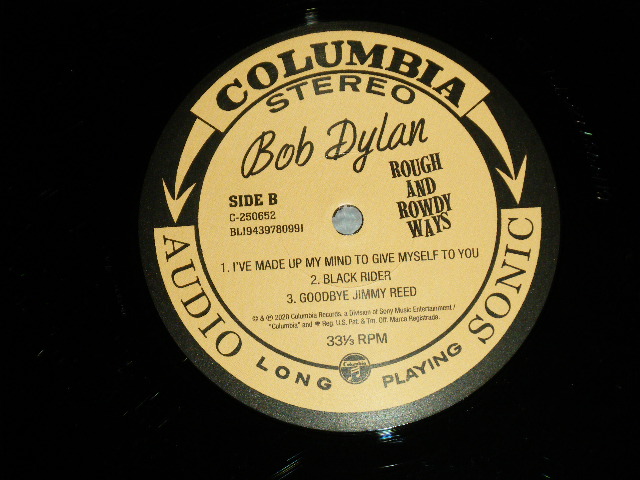 COLUMBIA
STEREO
Bob Dylan
ROUGH
AND
ROWDY
WAYS
SIDE B
C-250652
BL19439780991
1. I'VE MADE UP MY MIND TO GIVE MYSELF TO YOU
2. BLACK RIDER
3. GOODBYE JIMMY REED
© & ℗ 2020 Columbia Records, a Division of Sony Music Entertainment /
"Columbia" and Reg. U.S. Pat. & Tm. Off. Marca Registrada.
33⅓ RPM
Columbia
AUDIO LONG PLAYING SONIC